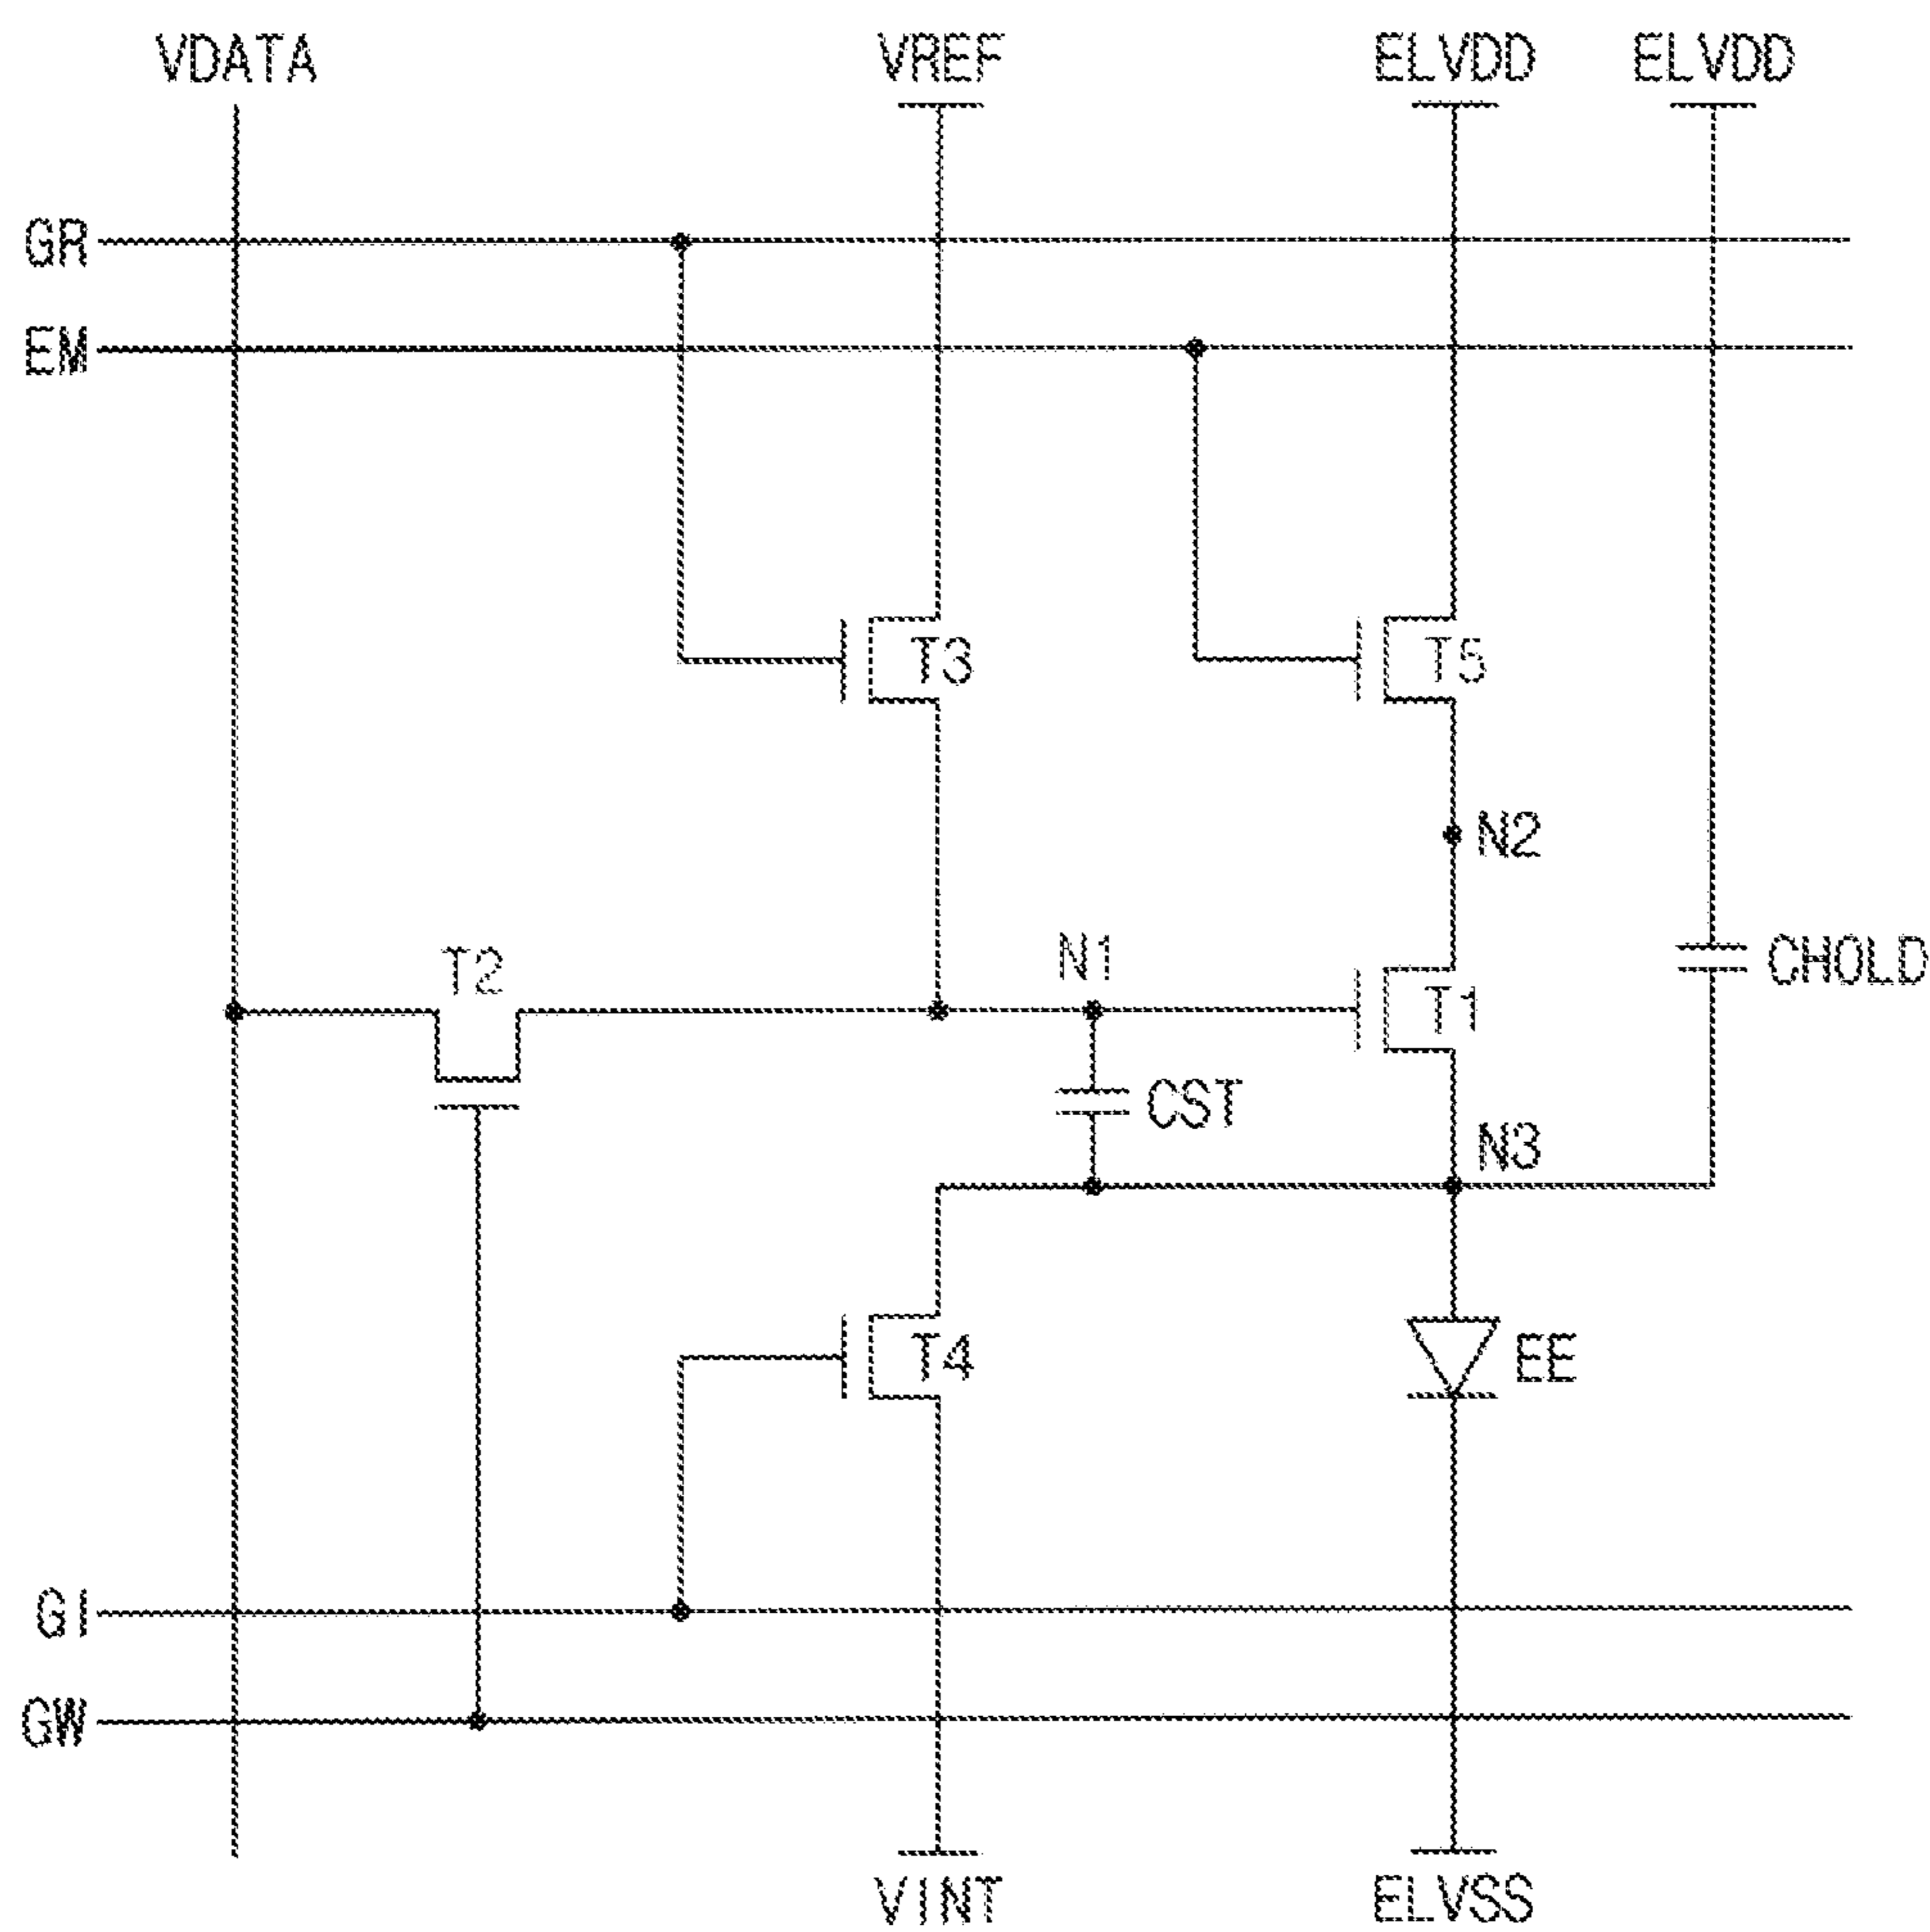 VDATA VREF ELVDD ELVDD
GR
EM
T3 T5
N2
T2 N1 CHOLD
T1
CST
N3
T4 EE
GI
GW
VINT ELVSS